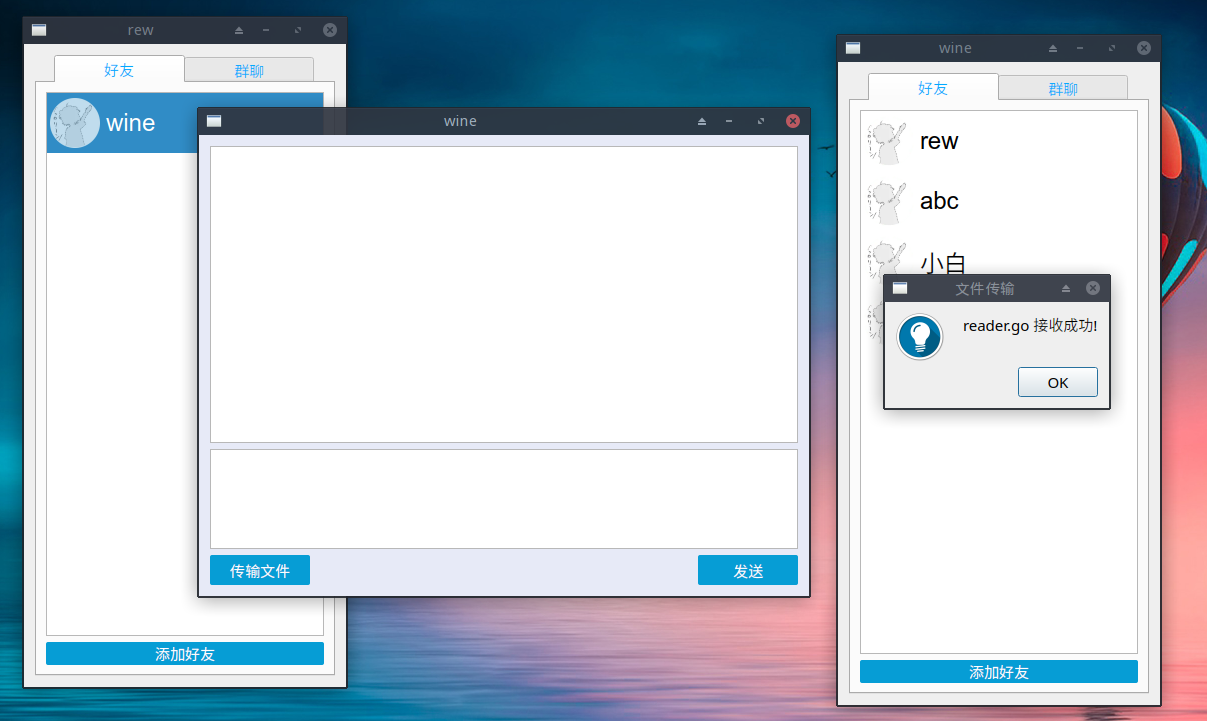 rew
好友
群聊
wine
添加好友
wine
传输文件
发送
wine
好友
群聊
rew
abc
小白
文件传输
reader.go 接收成功!
OK
添加好友